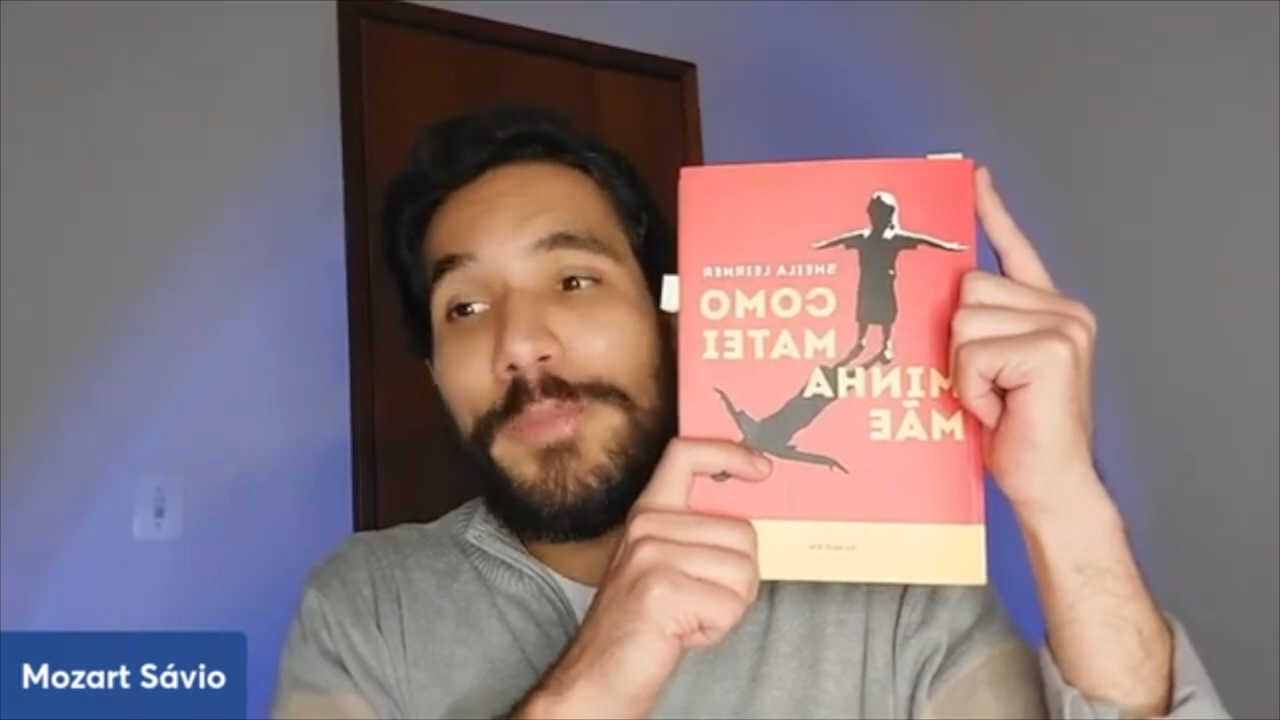 SHEILA LEIRNER
COMO
MATEI
MINHA
MÃE
Mozart Sávio